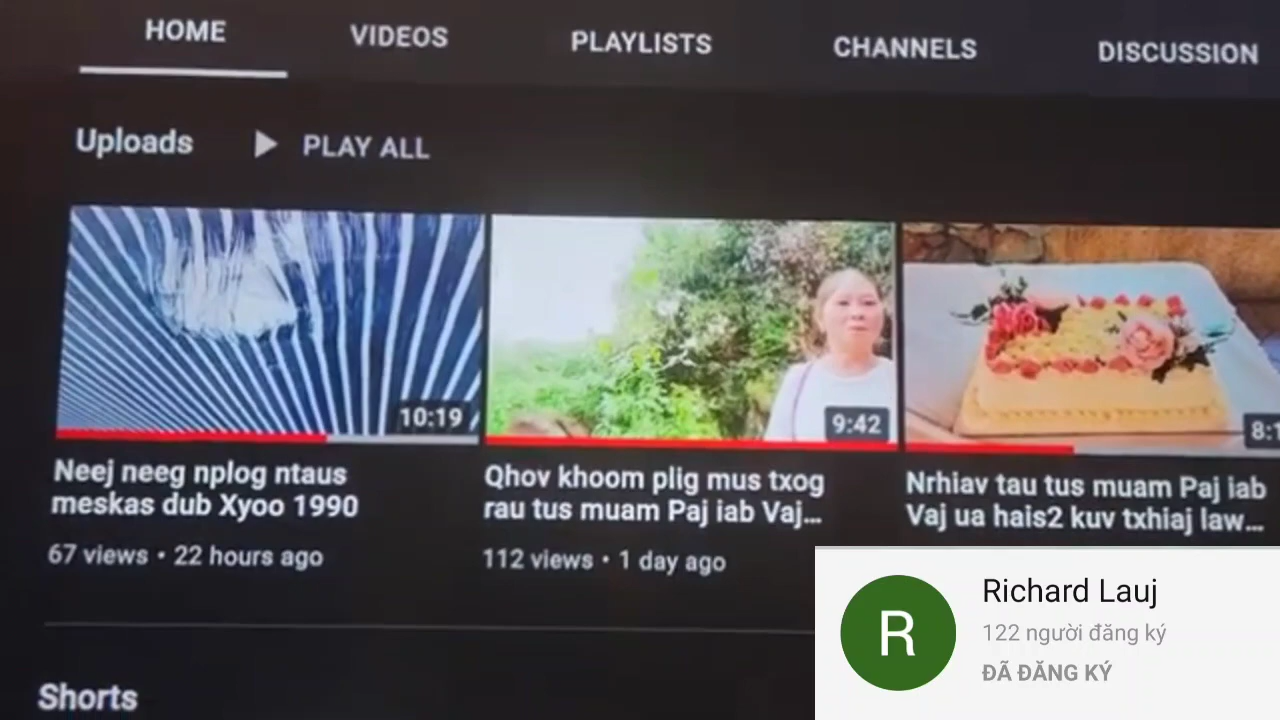 HOME VIDEOS PLAYLISTS CHANNELS DISCUSSION
Uploads PLAY ALL
10:19
9:42
Neej neeg nplog ntaus
meskas dub Xyoo 1990
67 views • 22 hours ago
Qhov khoom plig mus txog
rau tus muam Paj iab Vaj...
112 views • 1 day ago
Nrhiav tau tus muam Paj iab
Vaj ua hais2 kuv txhiaj law...
Shorts
R
Richard Lauj
122 người đăng ký
ĐÃ ĐĂNG KÝ